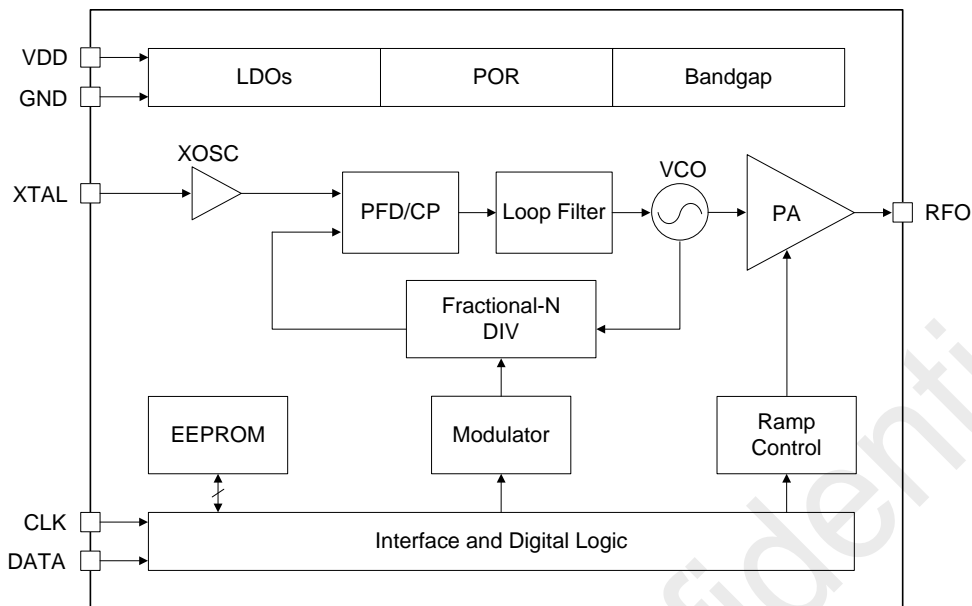 VDD
GND
LDOs
POR
Bandgap
XOSC
XTAL
PFD/CP
Loop Filter
VCO
PA
RFO
Fractional-N
DIV
EEPROM
Modulator
Ramp
Control
CLK
DATA
Interface and Digital Logic
fidenti